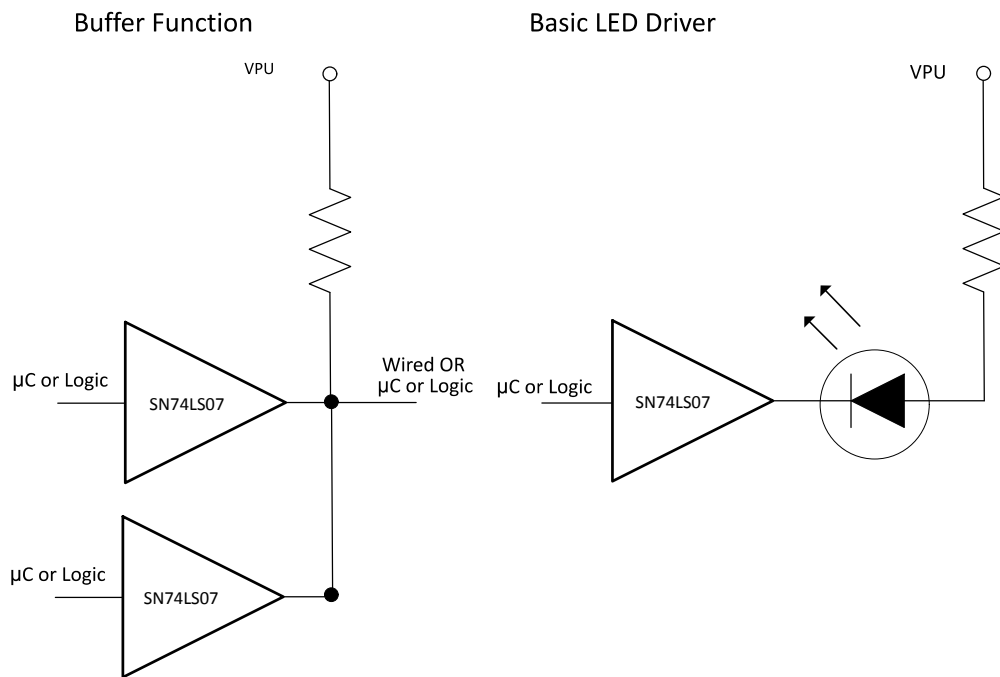 Buffer Function
VPU
µC or Logic
SN74LS07
Wired OR
µC or Logic
µC or Logic
SN74LS07
Basic LED Driver
VPU
µC or Logic
SN74LS07